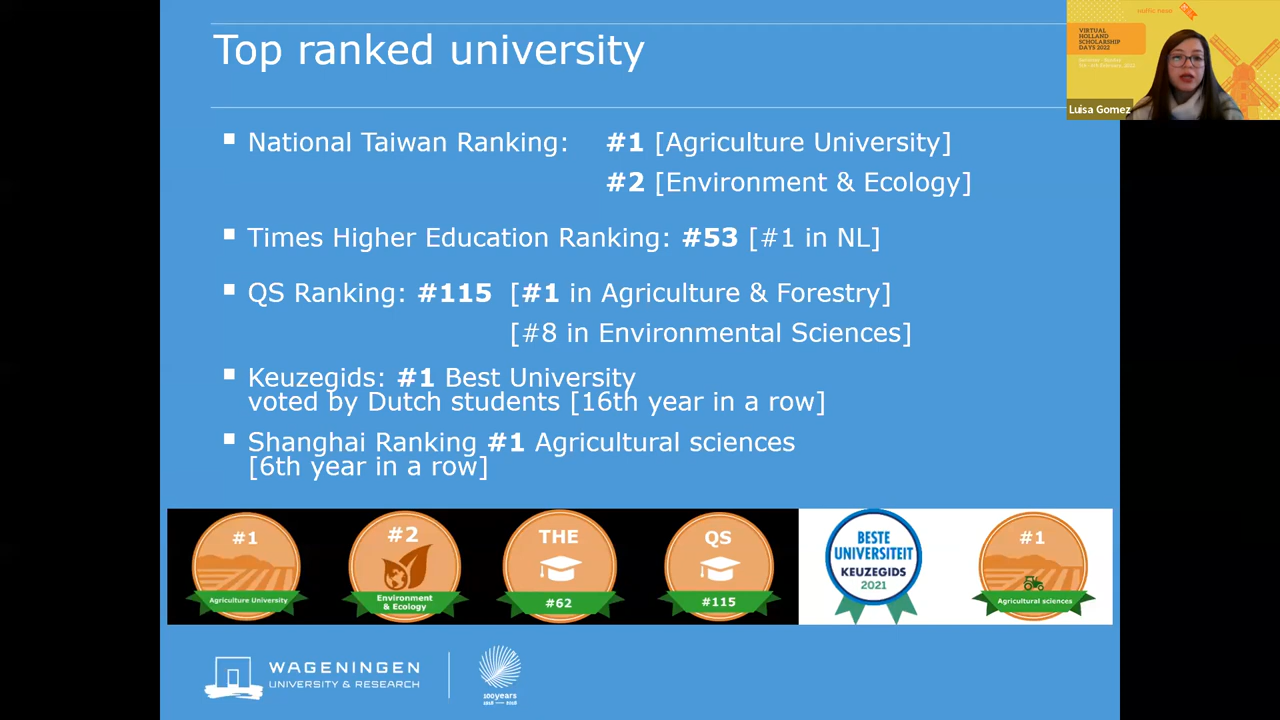 Top ranked university
National Taiwan Ranking: #1 [Agriculture University]
#2 [Environment & Ecology]
Times Higher Education Ranking: #53 [#1 in NL]
QS Ranking: #115 [#1 in Agriculture & Forestry]
[#8 in Environmental Sciences]
Keuzegids: #1 Best University
voted by Dutch students [16th year in a row]
Shanghai Ranking #1 Agricultural sciences
[6th year in a row]
#1
Agriculture University
#2
Environment
& Ecology
THE
#62
QS
#115
BESTE
UNIVERSITEIT
KEUZEGIDS
2021
#1
Agricultural sciences
WAGENINGEN
UNIVERSITY & RESEARCH
100years
1918 — 2018
VIRTUAL
HOLLAND
SCHOLARSHIP
DAYS 2022
Luisa Gomez